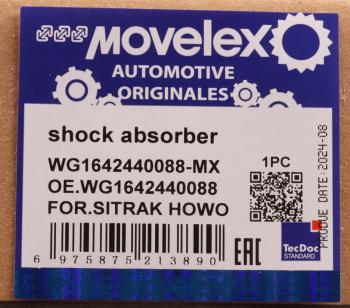 MOVelex
AUTOMOTIVE
ORIGINALES
shock absorber
WG1642440088-MX
OE.WG1642440088
FOR.SITRAK HOWO
1PC
PRODUE DATE:2024-08
6 975875 213890
EAC
TecDoc
STANDARD